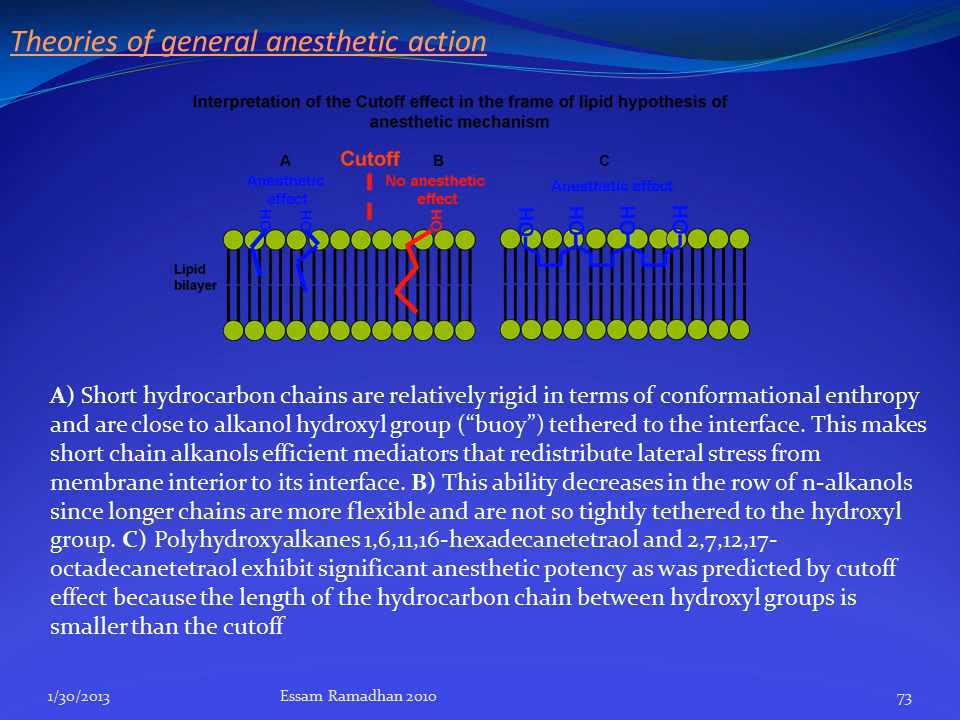 Theories of general anesthetic action
Interpretation of the Cutoff effect in the frame of lipid hypothesis of
anesthetic mechanism
A
Cutoff
B
C
Anesthetic
effect
No anesthetic
effect
Anesthetic effect
OH
OH
OH
OH
OH
OH
OH
Lipid
bilayer
A) Short hydrocarbon chains are relatively rigid in terms of conformational enthropy
and are close to alkanol hydroxyl group (“buoy”) tethered to the interface. This makes
short chain alkanols efficient mediators that redistribute lateral stress from
membrane interior to its interface. B) This ability decreases in the row of n-alkanols
since longer chains are more flexible and are not so tightly tethered to the hydroxyl
group. C) Polyhydroxyalkanes 1,6,11,16-hexadecanetetraol and 2,7,12,17-
octadecanetetraol exhibit significant anesthetic potency as was predicted by cutoff
effect because the length of the hydrocarbon chain between hydroxyl groups is
smaller than the cutoff
1/30/2013
Essam Ramadhan 2010
73